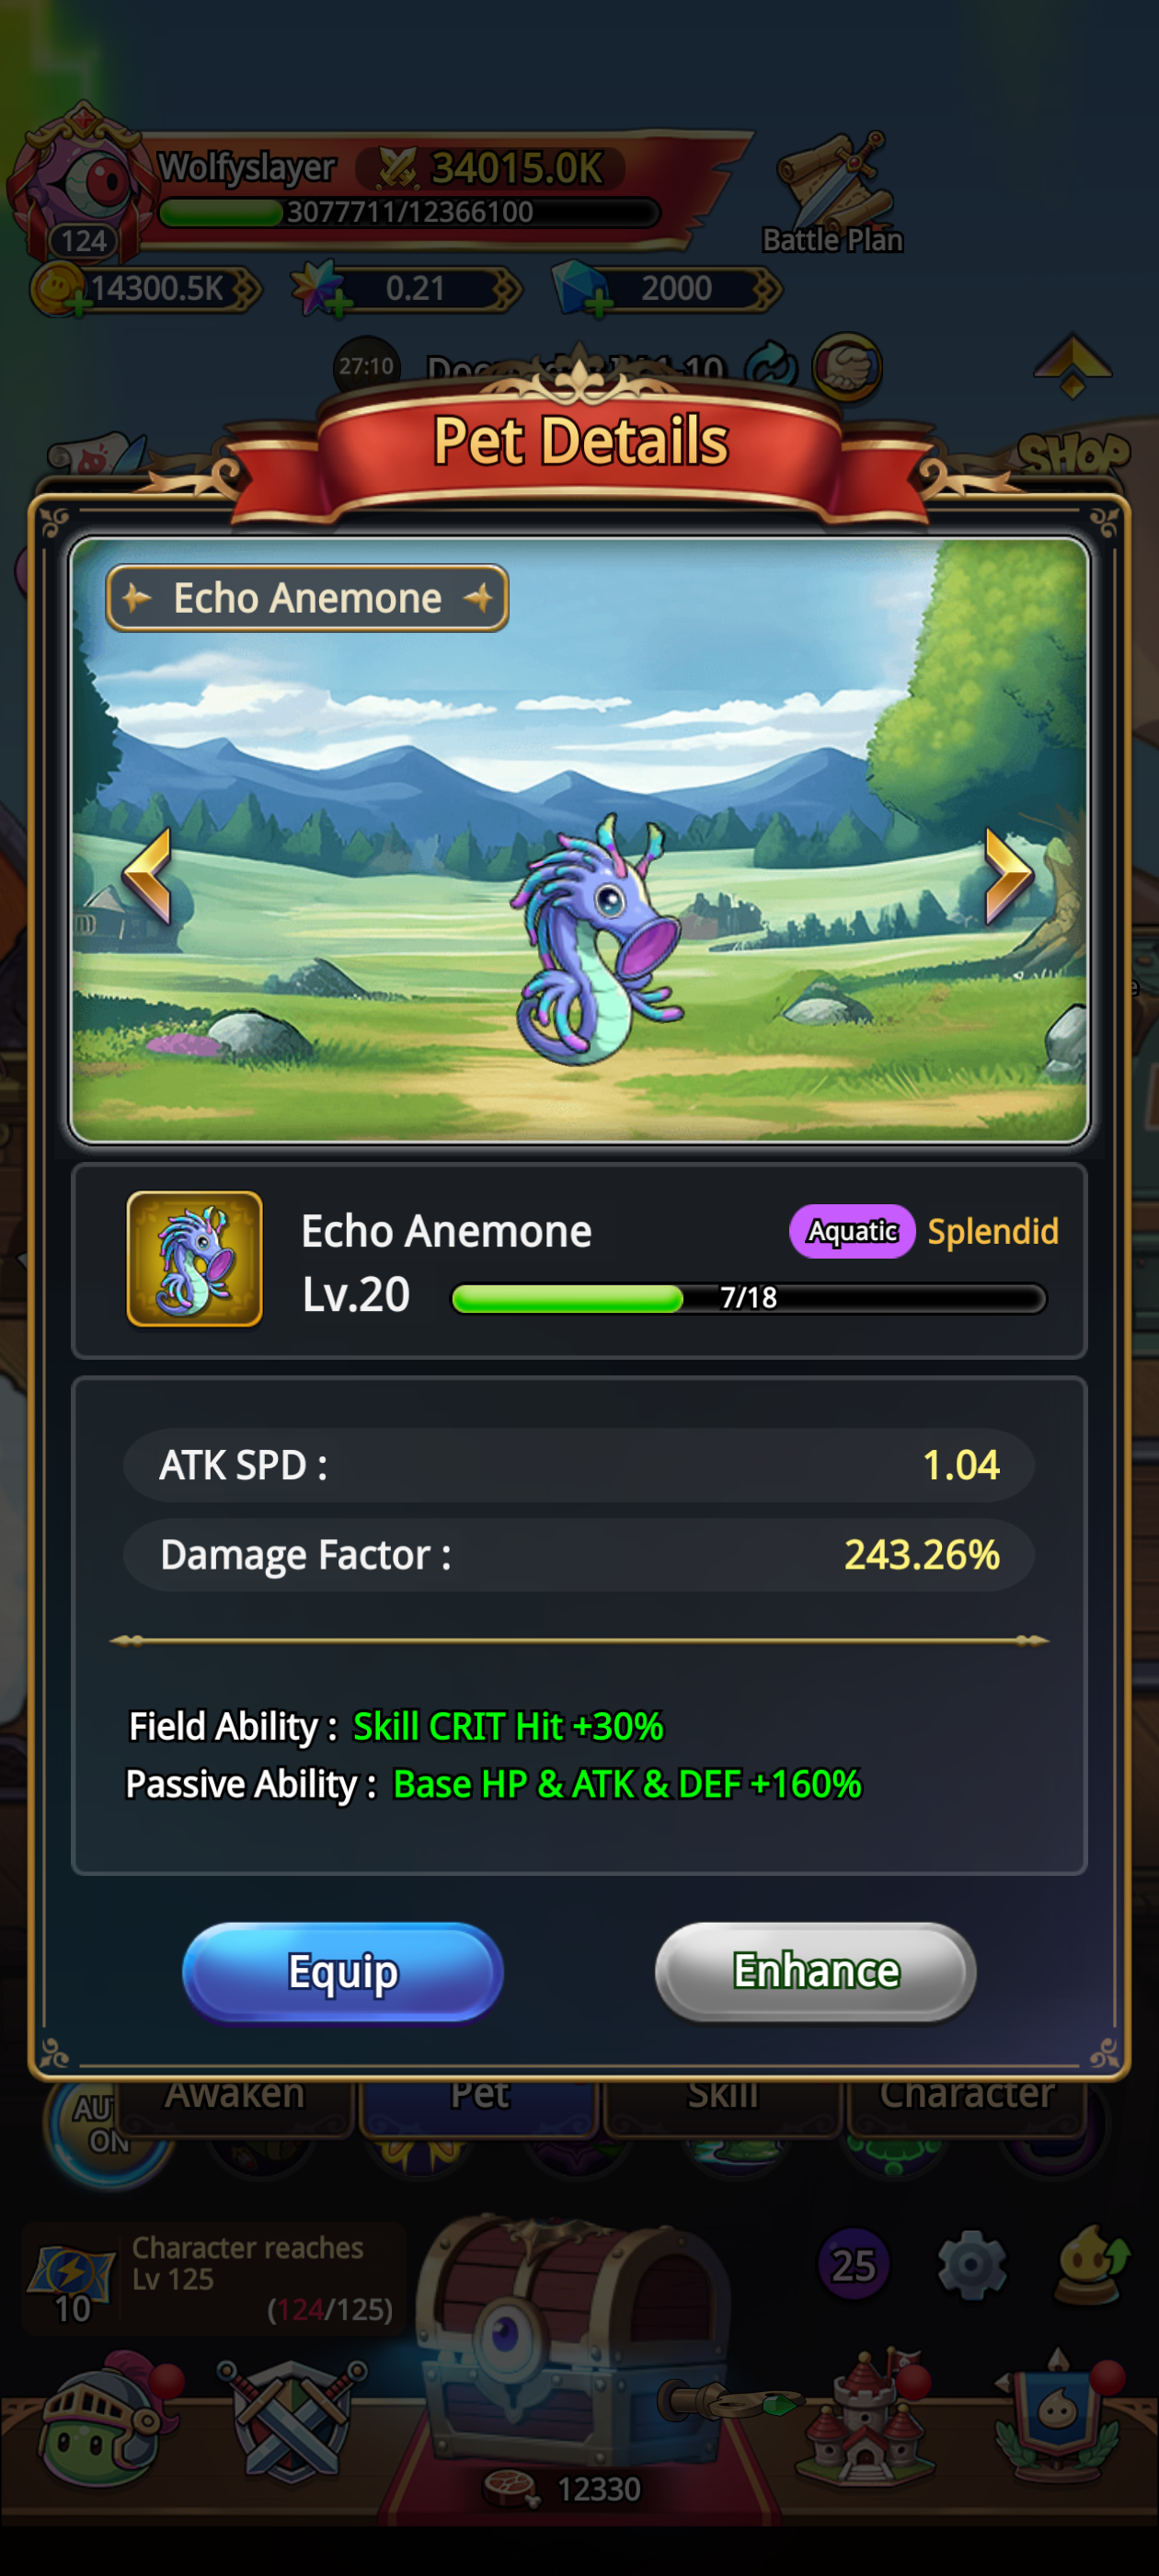 Wolfyslayer
34015.0K
3077711/12366100
124
Battle Plan
14300.5K
0.21
2000
27:10
SHOP
Pet Details
Echo Anemone
Echo Anemone
Aquatic
Splendid
Lv.20
7/18
ATK SPD :
1.04
Damage Factor :
243.26%
Field Ability : Skill CRIT Hit +30%
Passive Ability : Base HP & ATK & DEF +160%
Equip
Enhance
Awaken
Pet
Skill
Character
ON
Character reaches
Lv 125
10
(124/125)
25
12330